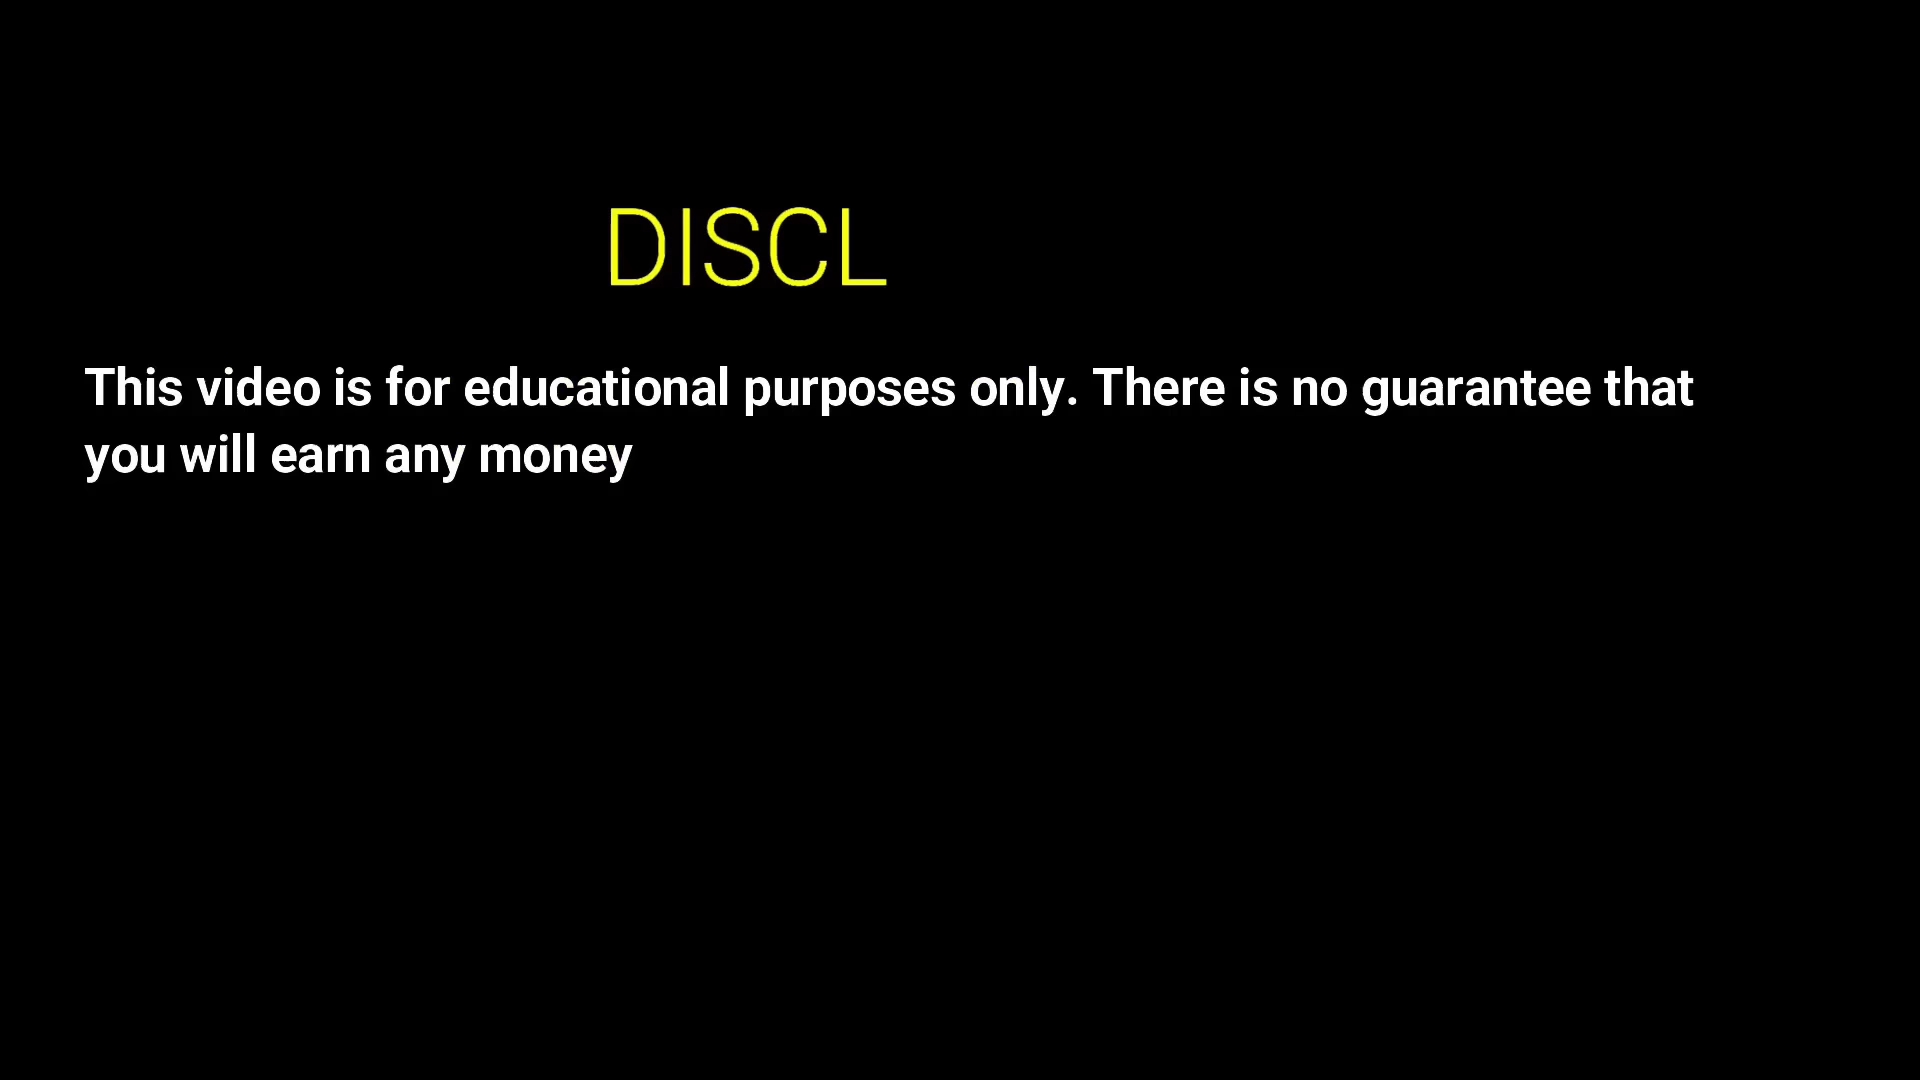 DISCL
This video is for educational purposes only. There is no guarantee that
you will earn any money